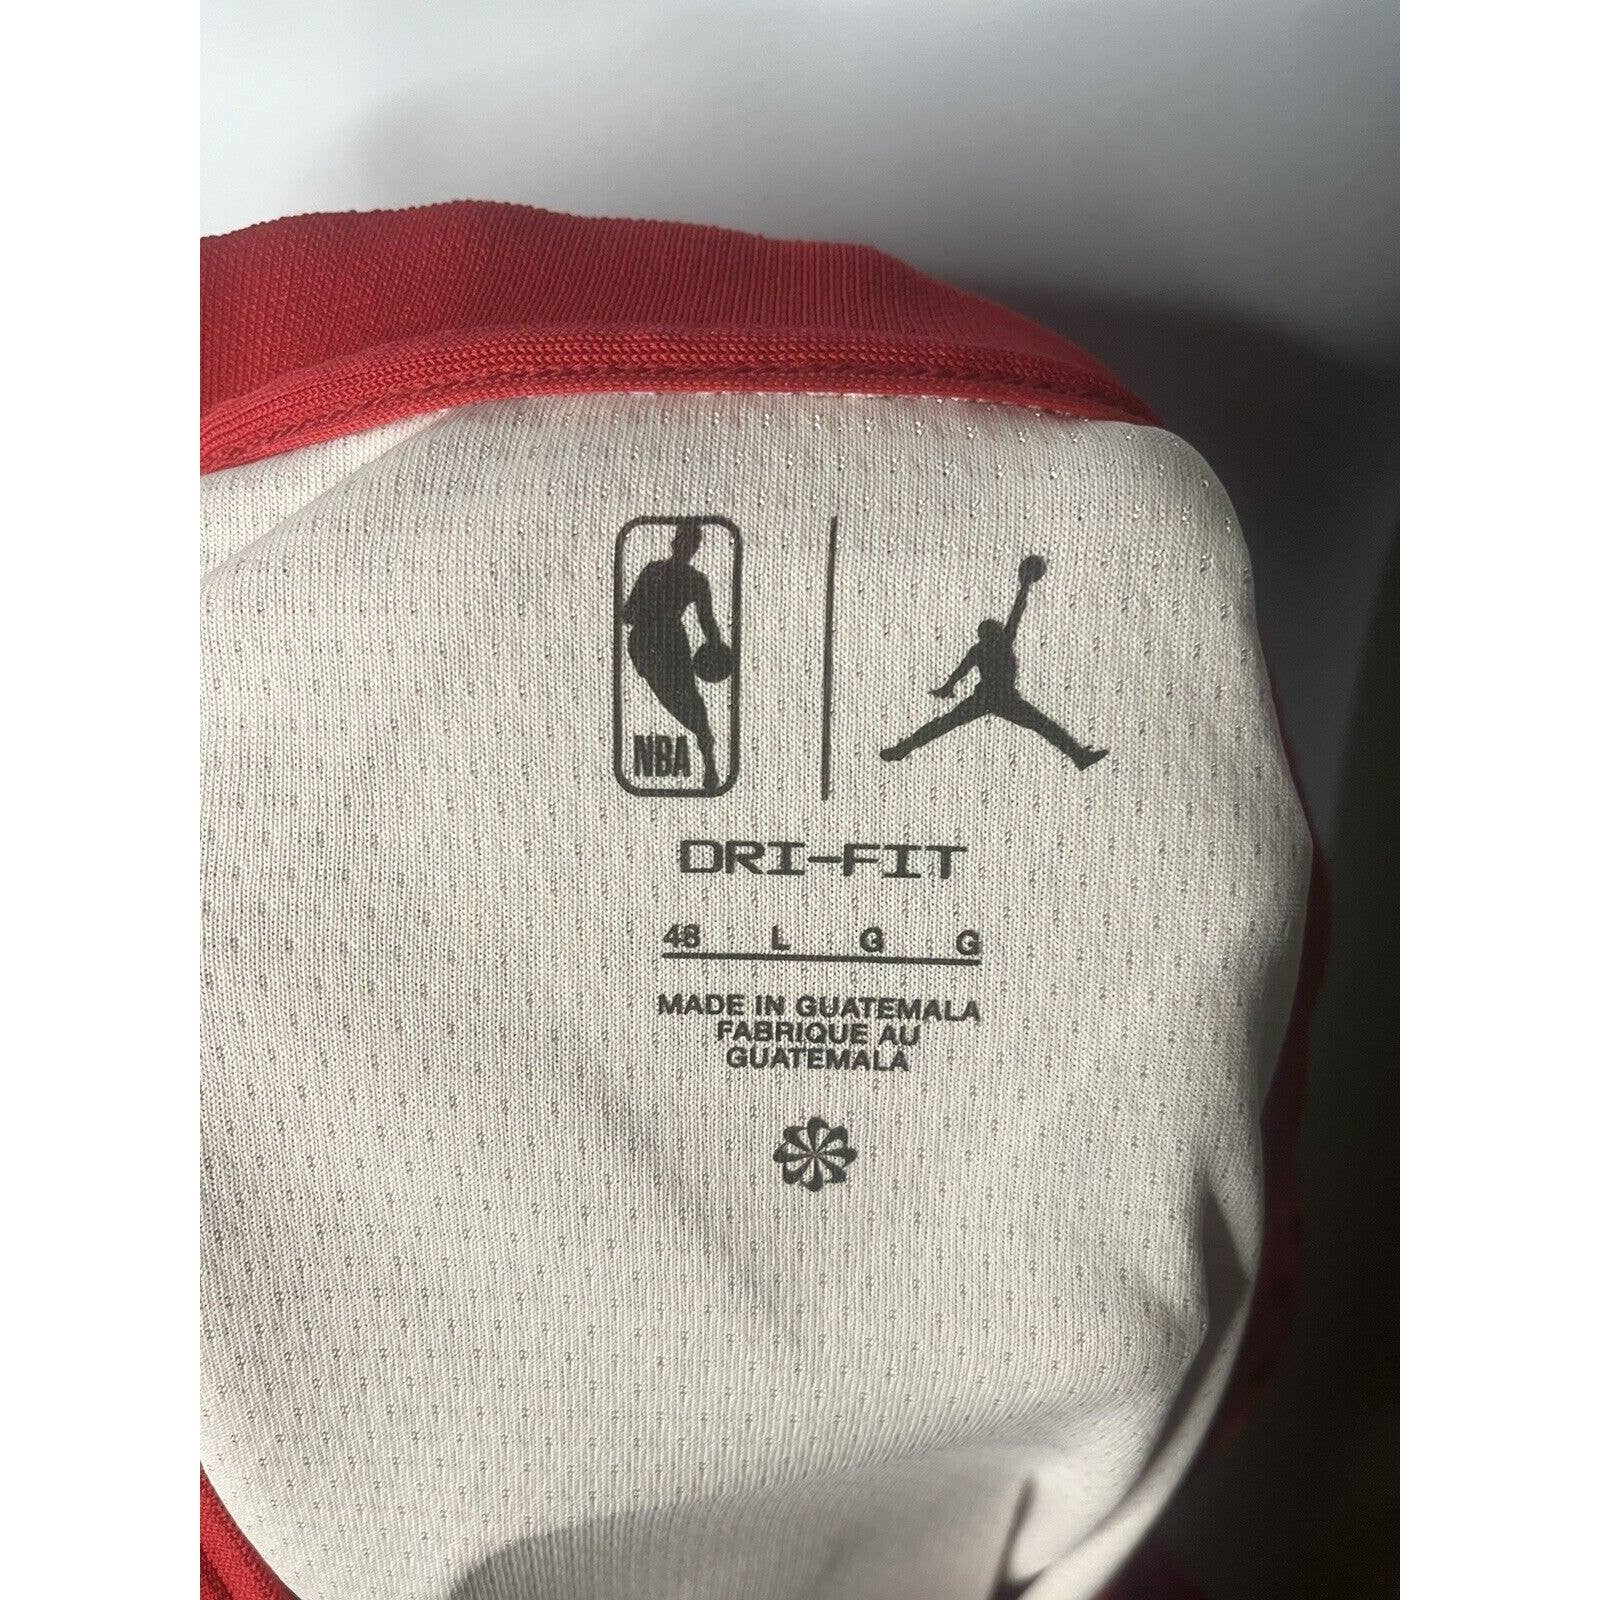 NBA
DRI-FIT
48 L G G
MADE IN GUATEMALA
FABRIQUE AU
GUATEMALA